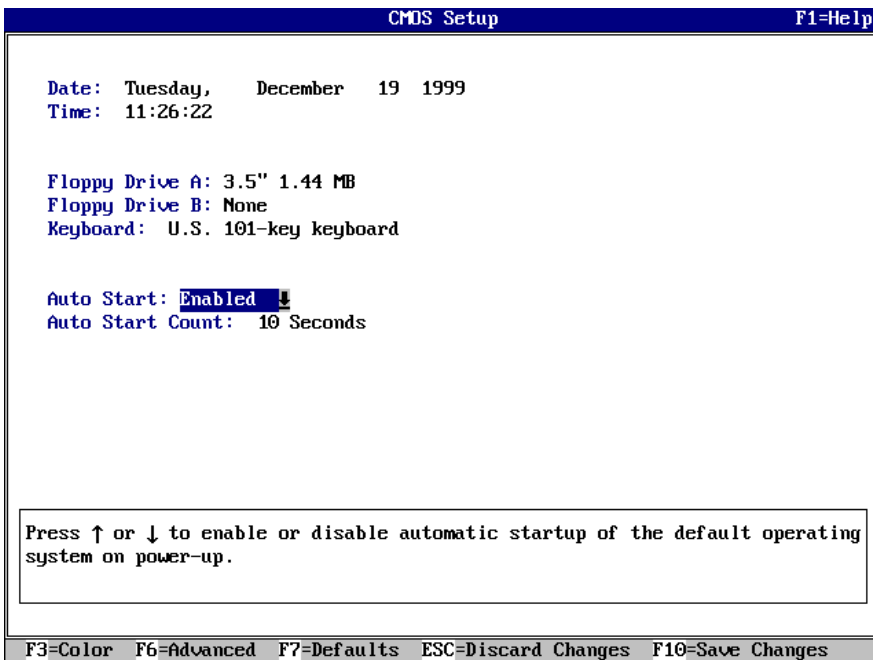 CMOS Setup F1=Help
Date: Tuesday, December 19 1999
Time: 11:26:22
Floppy Drive A: 3.5" 1.44 MB
Floppy Drive B: None
Keyboard: U.S. 101-key keyboard
Auto Start: Enabled ↓
Auto Start Count: 10 Seconds
Press ↑ or ↓ to enable or disable automatic startup of the default operating
system on power-up.
F3=Color F6=Advanced F7=Defaults ESC=Discard Changes F10=Save Changes